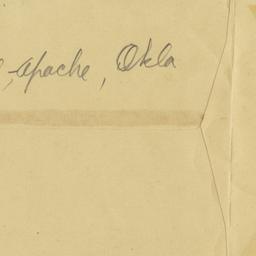 , Apache, Okla